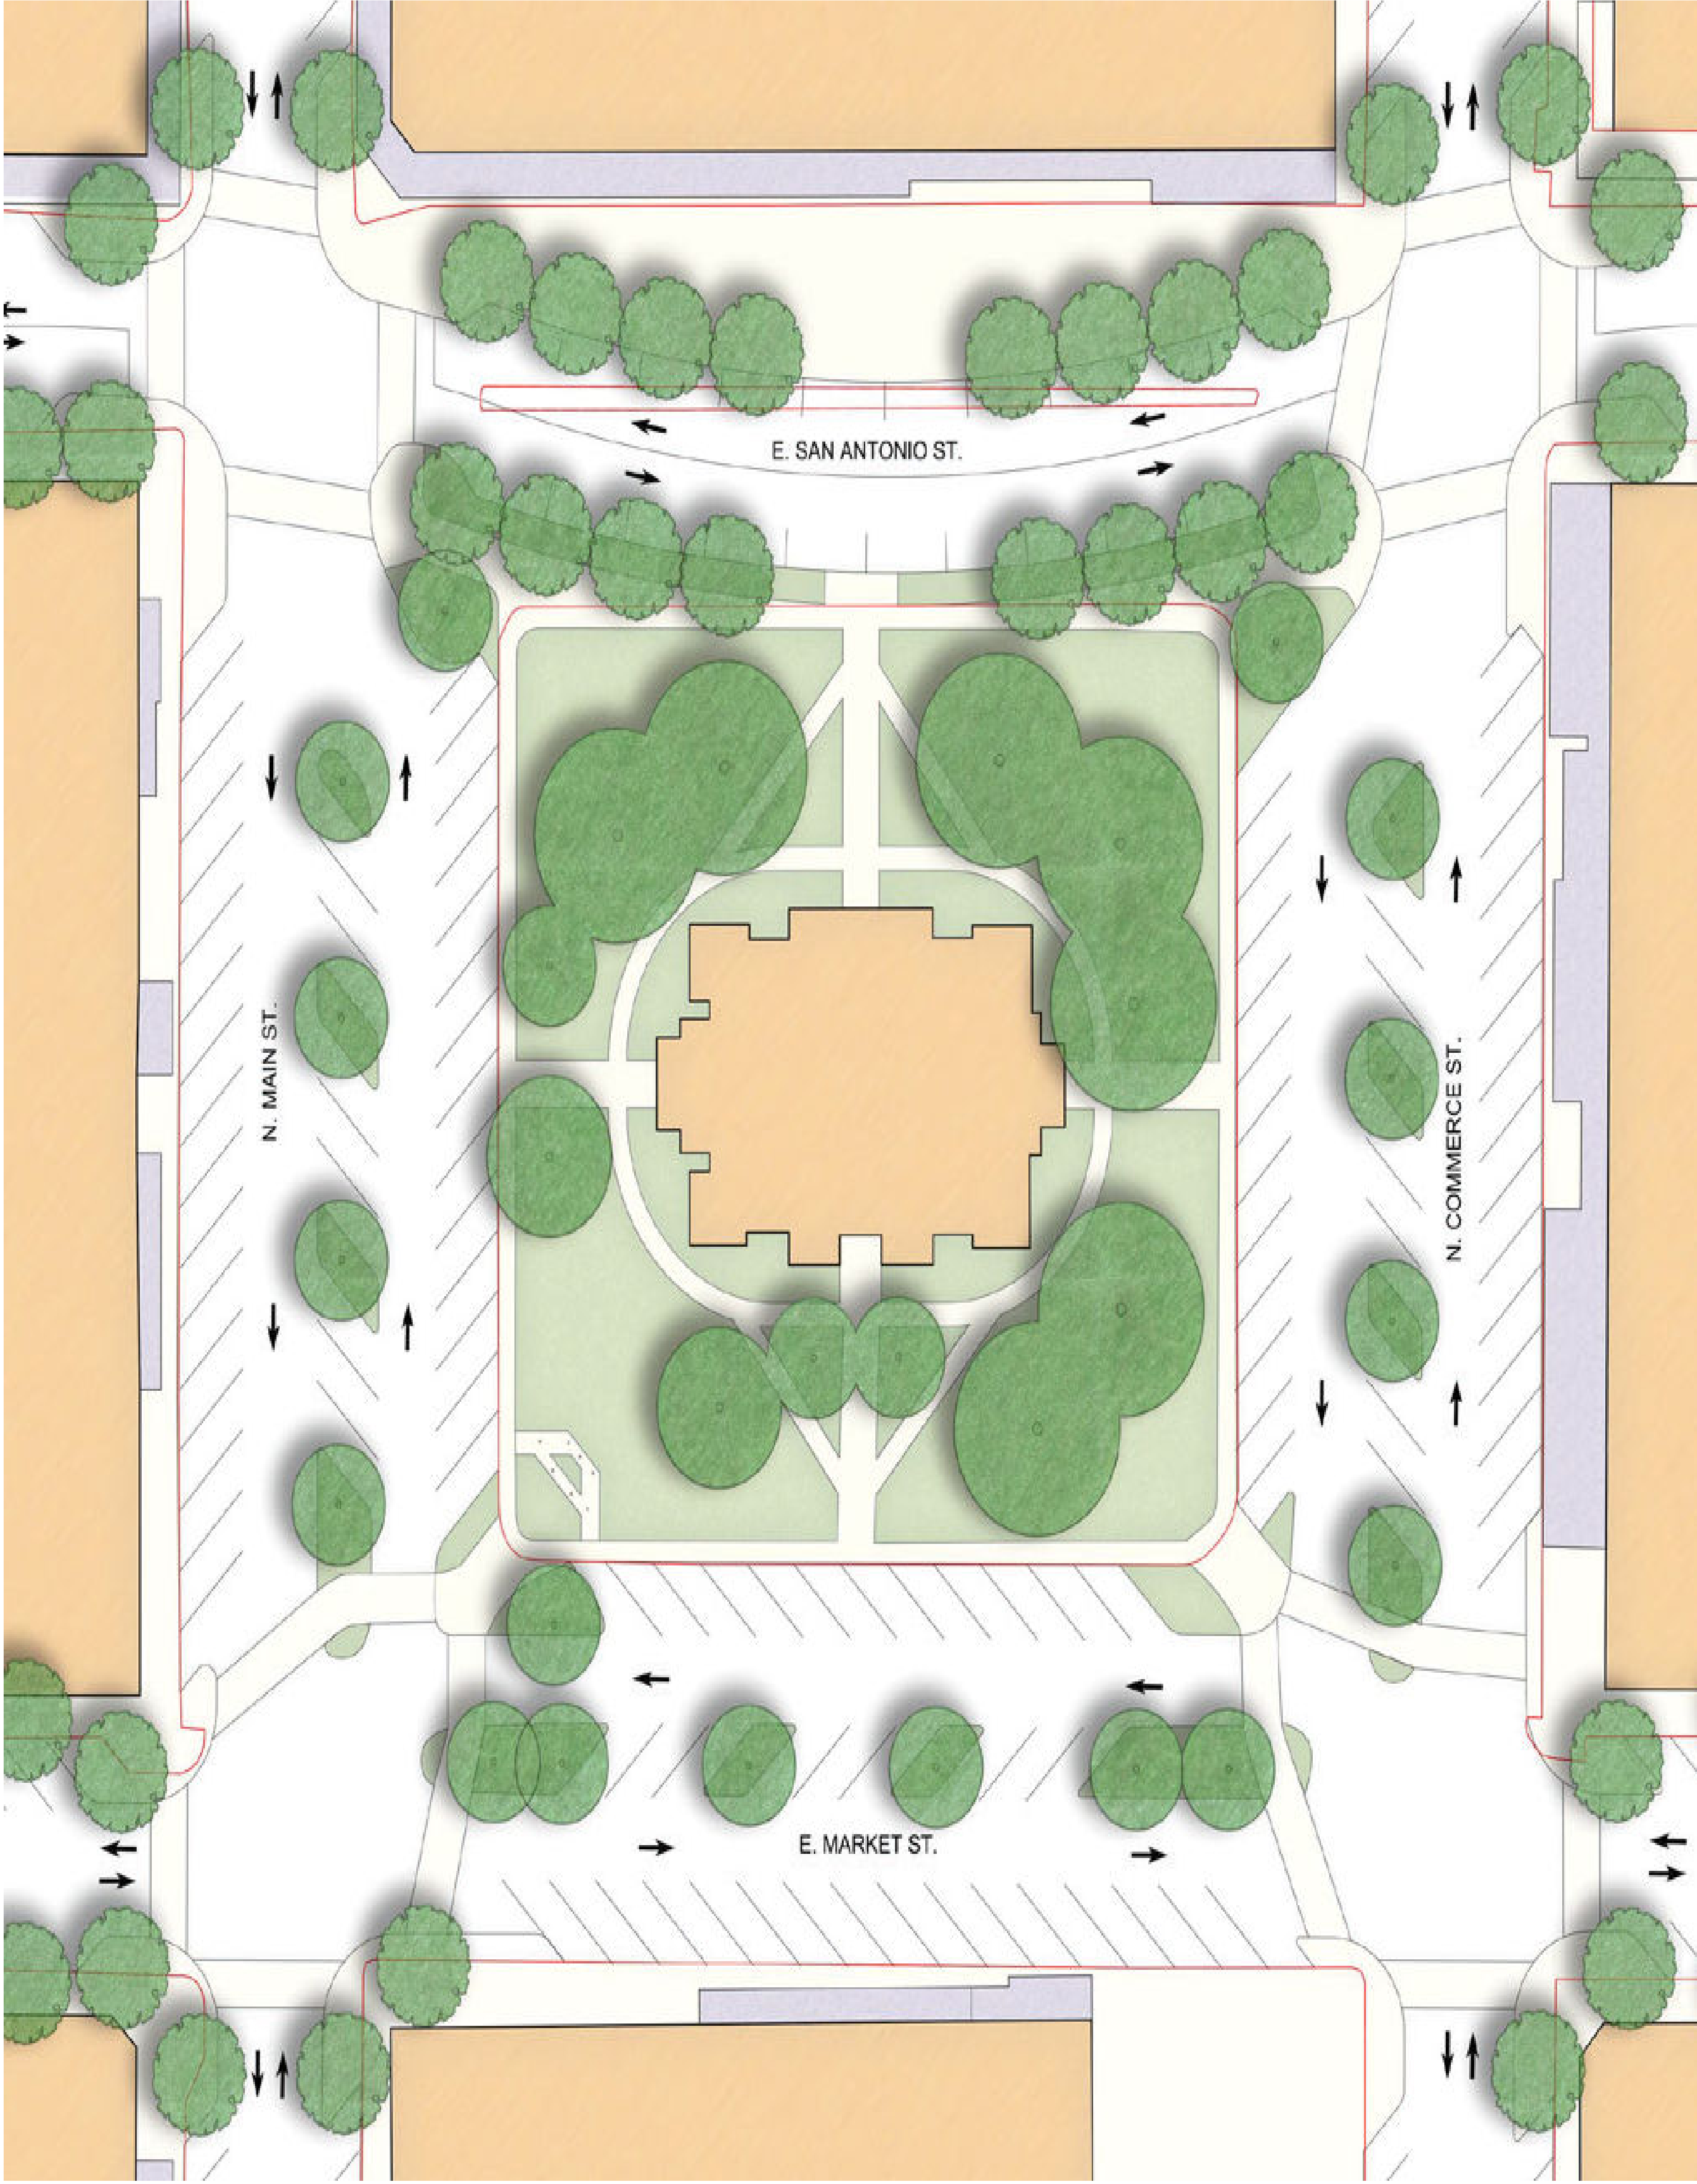 E. SAN ANTONIO ST.
N. MAIN ST.
N. COMMERCE ST.
E. MARKET ST.